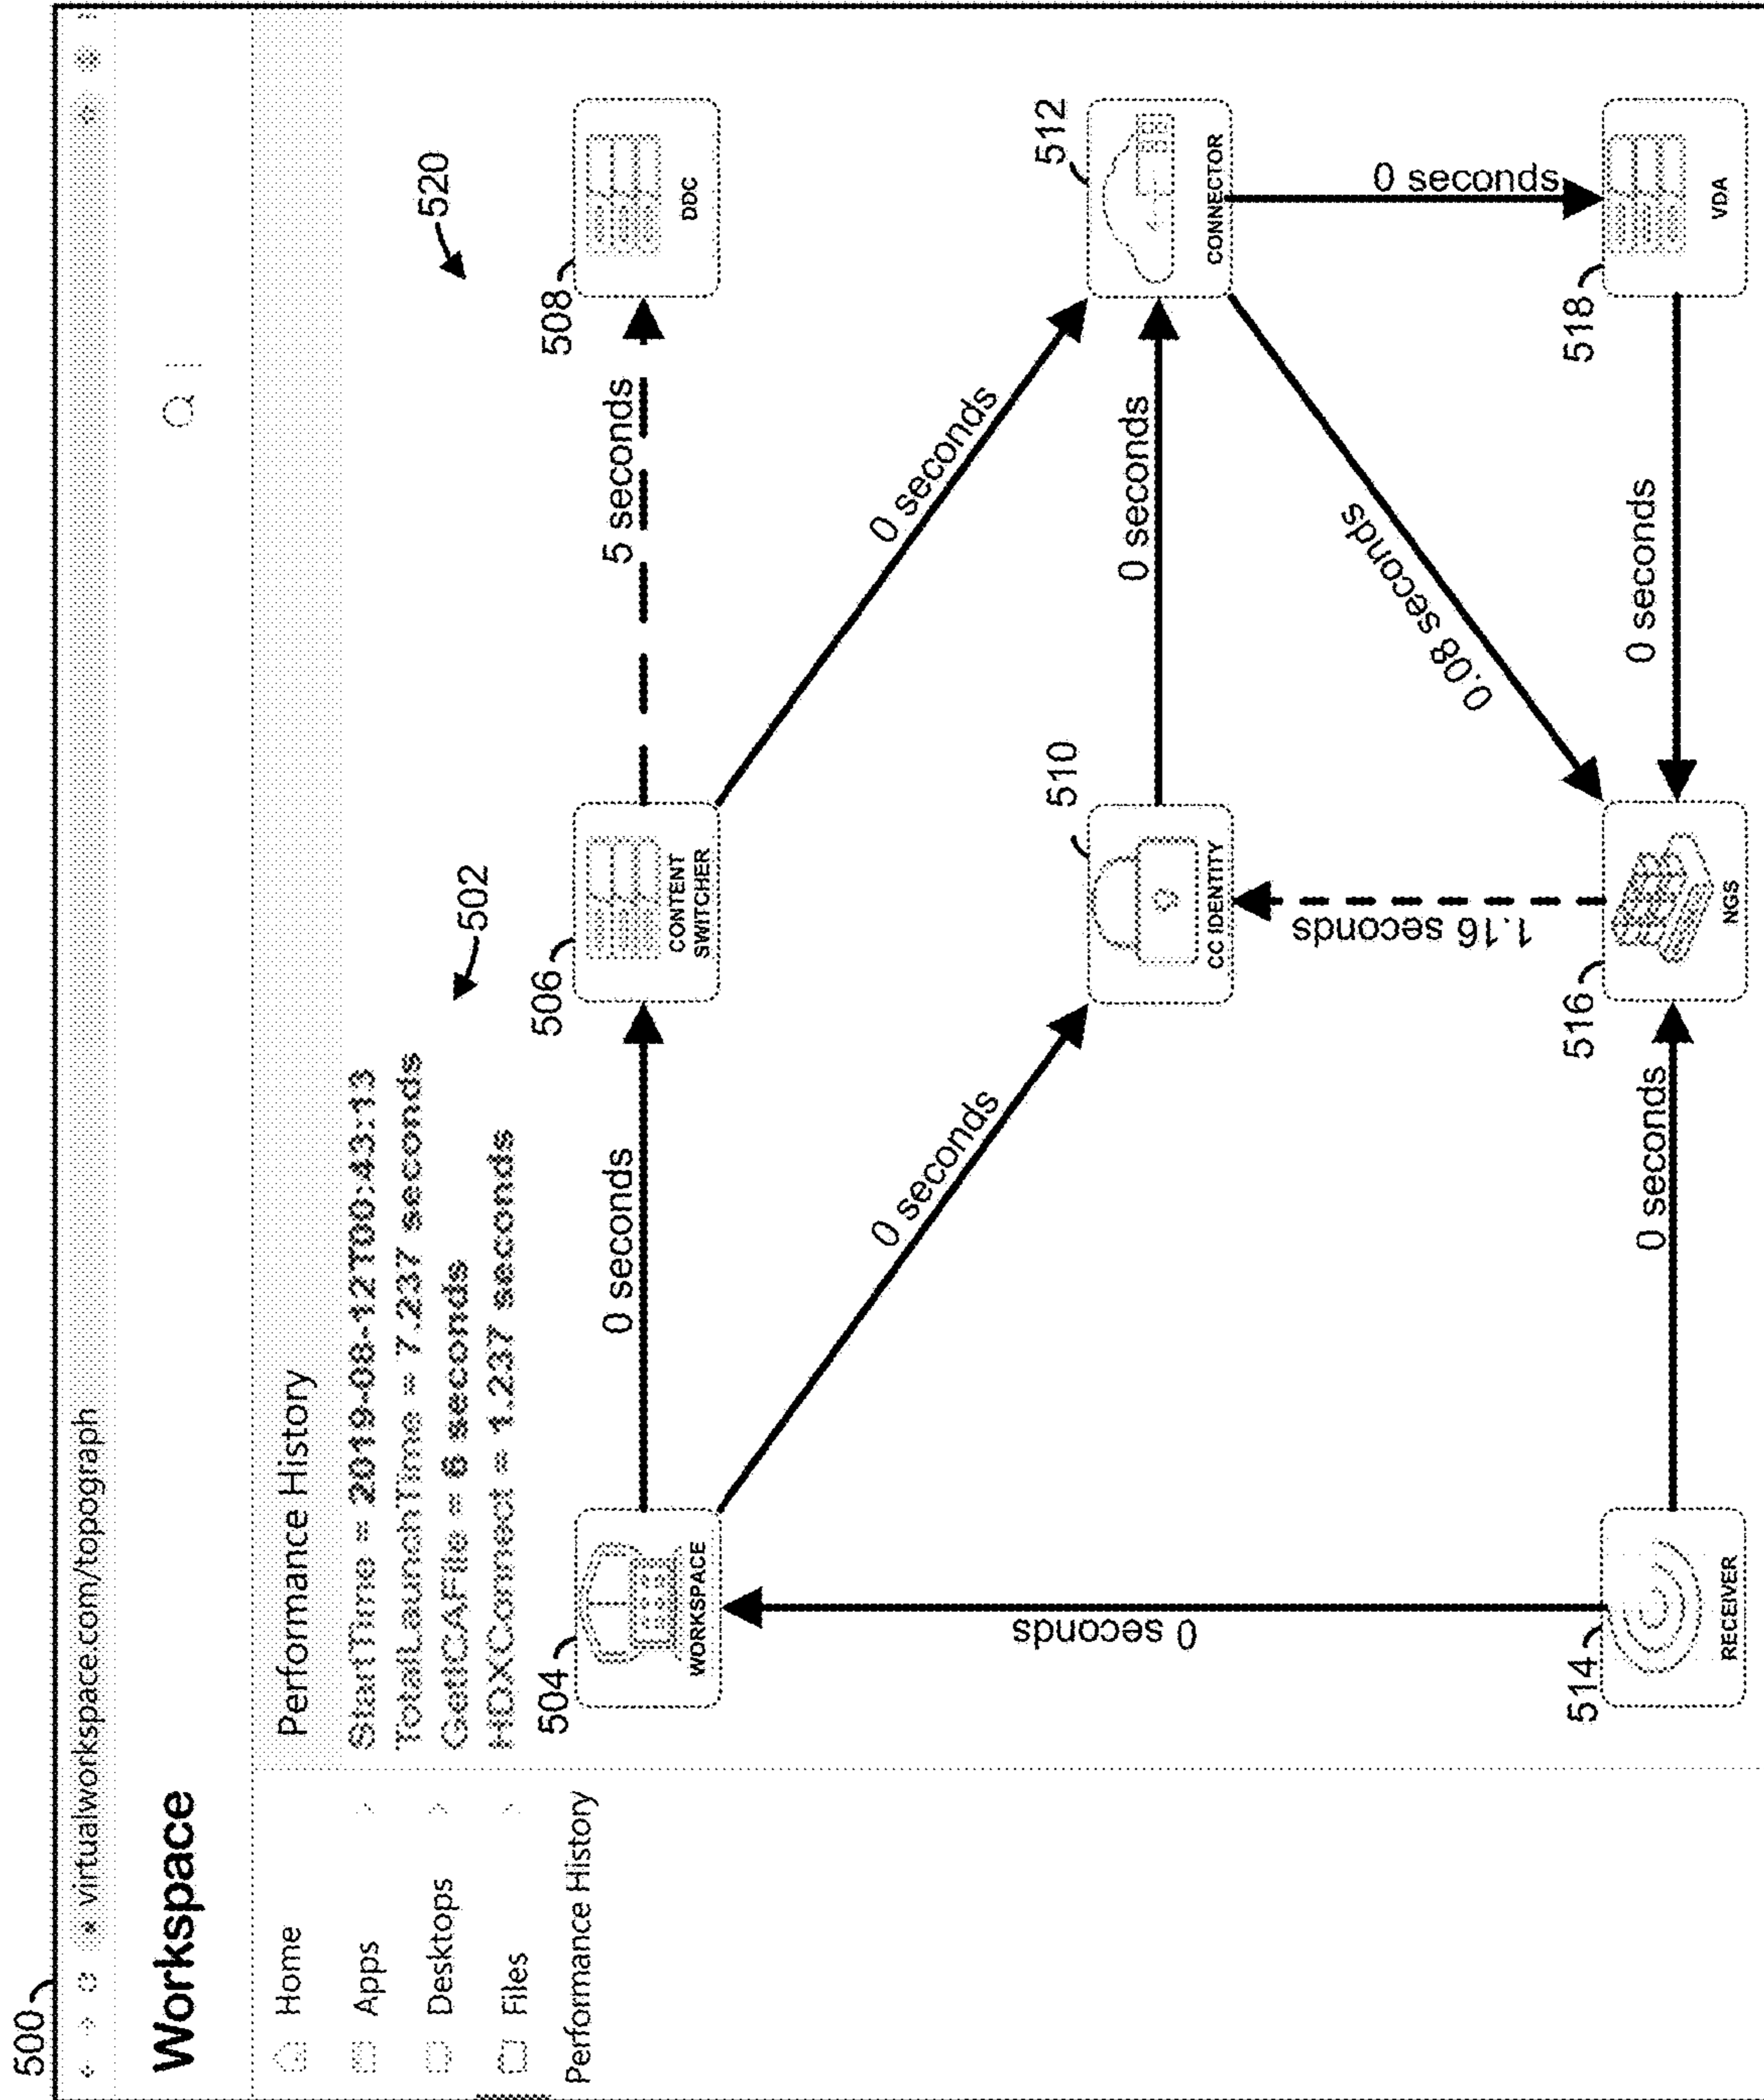 500
virtualworkspace.com/topograph
Workspace
Home
Apps
Desktops
Files
Performance History
Performance History
StartTime = 2019-08-12T00:43:13
TotalLaunchTime = 7.237 seconds
GetICAFile = 6 seconds
HDXConnect = 1.237 seconds
502
520
504
WORKSPACE
0 seconds
506
CONTENT
SWITCHER
5 seconds
508
DDC
0 seconds
0 seconds
0 seconds
510
CC IDENTITY
0 seconds
512
CONNECTOR
1.16 seconds
0.08 seconds
0 seconds
514
RECEIVER
0 seconds
516
NGS
0 seconds
518
VDA